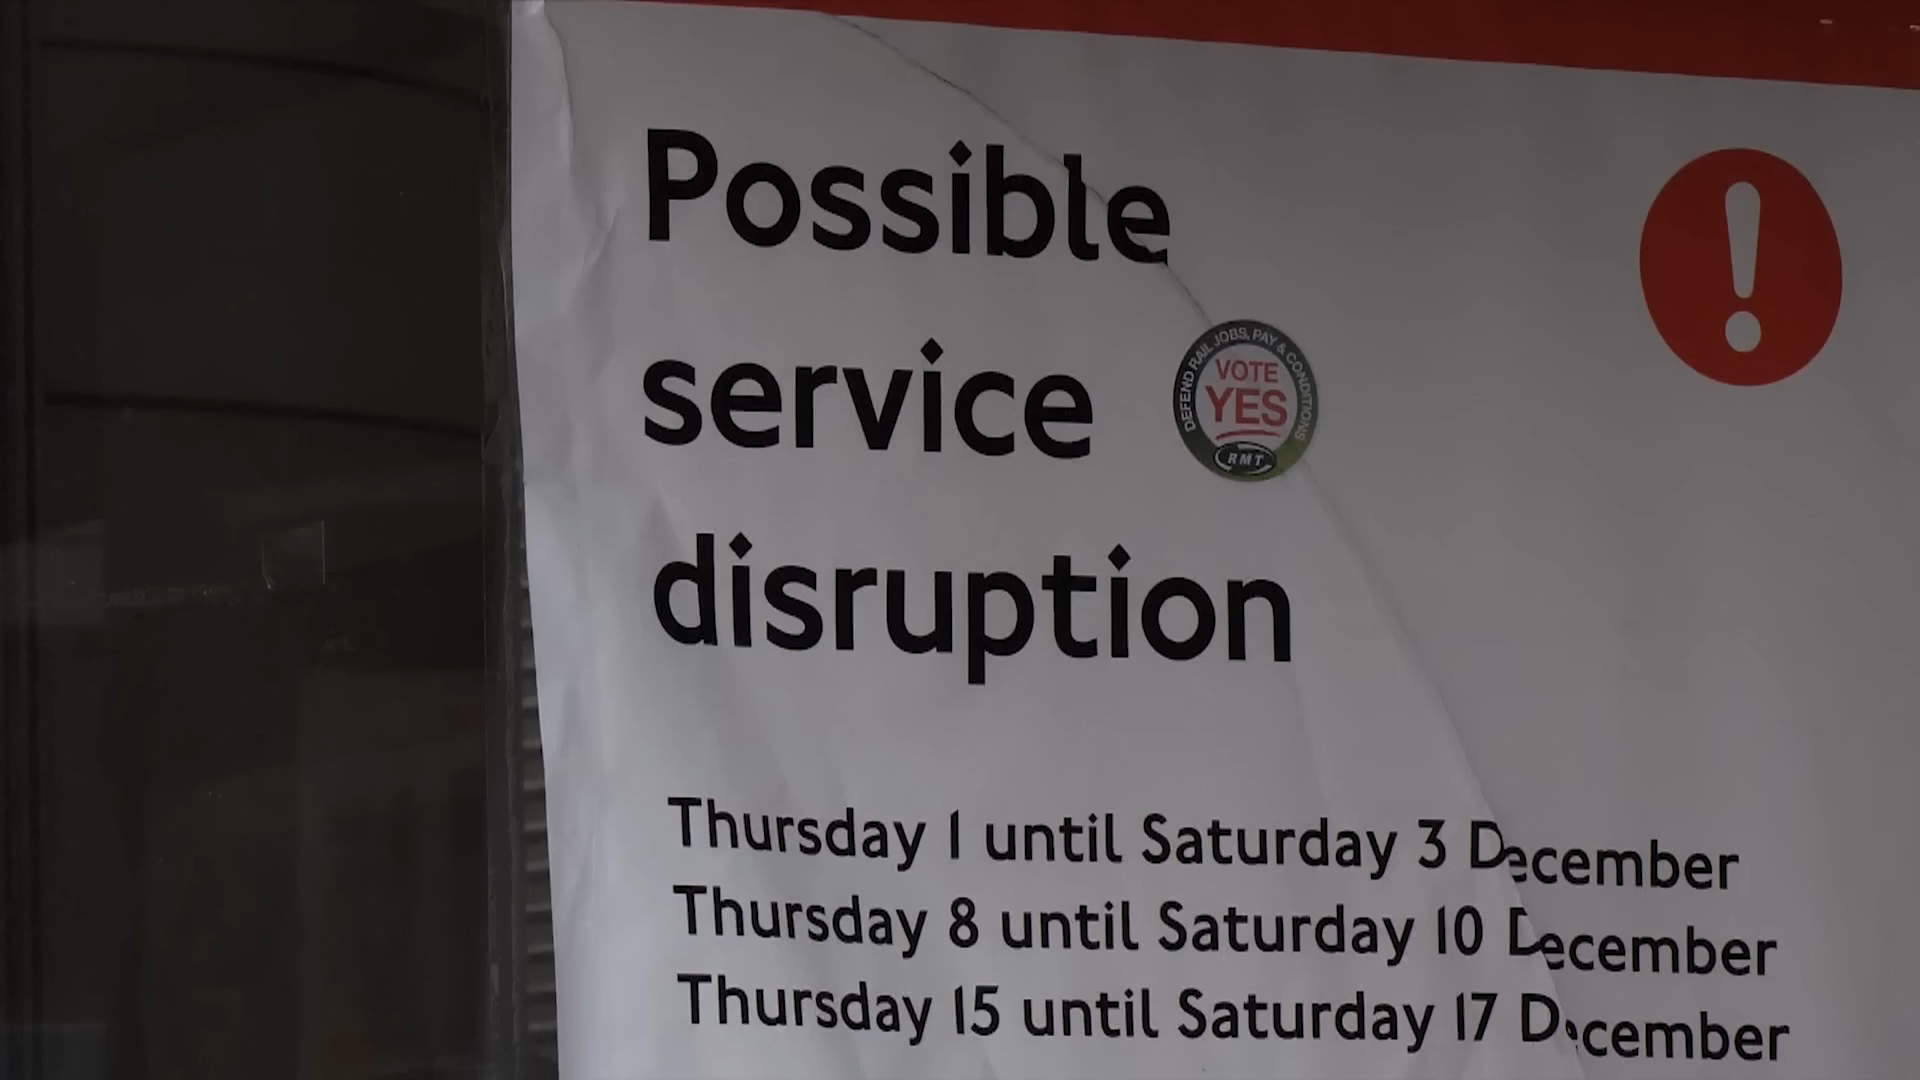 Possible
service
disruption
DEFEND RAIL JOBS, PAY & CONDITIONS
VOTE
YES
RMT
Thursday 1 until Saturday 3 December
Thursday 8 until Saturday 10 December
Thursday 15 until Saturday 17 December